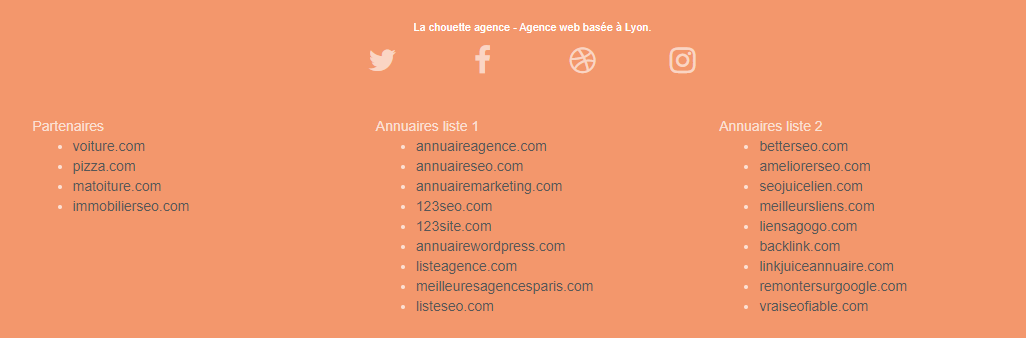 La chouette agence - Agence web basée à Lyon.
Partenaires
voiture.com
pizza.com
matoiture.com
immobilierseo.com
Annuaires liste 1
annuaireagence.com
annuaireseo.com
annuairemarketing.com
123seo.com
123site.com
annuairewordpress.com
listeagence.com
meilleuresagencesparis.com
listeseo.com
Annuaires liste 2
betterseo.com
ameliorerseo.com
seojuicelien.com
meilleursliens.com
liensagogo.com
backlink.com
linkjuiceannuaire.com
remontersurgoogle.com
vraiseofiable.com